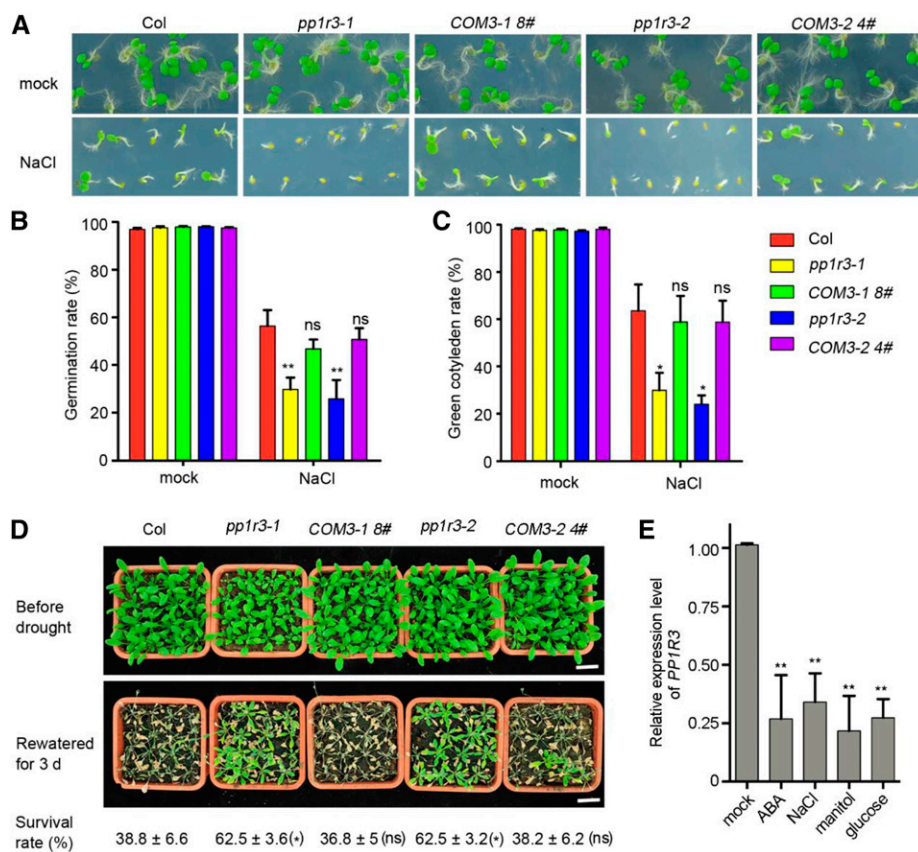 A
Col
pp1r3-1
COM3-1 8#
pp1r3-2
COM3-2 4#
mock
NaCl
B
Germination rate (%)
100
80
60
40
20
0
ns
ns
**
**
mock
NaCl
C
Green cotyleden rate (%)
100
80
60
40
20
0
ns
ns
*
*
mock
NaCl
Col
pp1r3-1
COM3-1 8#
pp1r3-2
COM3-2 4#
D
Col
pp1r3-1
COM3-1 8#
pp1r3-2
COM3-2 4#
Before
drought
Rewatered
for 3 d
Survival
rate (%)
38.8 ± 6.6
62.5 ± 3.6(*)
36.8 ± 5 (ns)
62.5 ± 3.2(*)
38.2 ± 6.2 (ns)
E
Relative expression level
of PP1R3
1.00
0.75
0.50
0.25
0
**
**
**
**
mock
ABA
NaCl
manitol
glucose